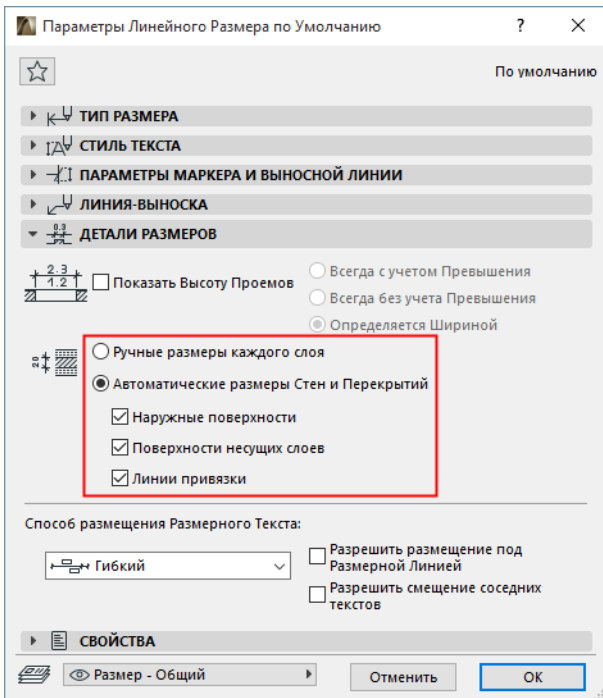 Параметры Линейного Размера по Умолчанию
?
По умолчанию
ТИП РАЗМЕРА
СТИЛЬ ТЕКСТА
ПАРАМЕТРЫ МАРКЕРА И ВЫНОСНОЙ ЛИНИИ
ЛИНИЯ-ВЫНОСКА
0.3
ДЕТАЛИ РАЗМЕРОВ
2.3
1.2
Показать Высоту Проемов
Всегда с учетом Превышения
Всегда без учета Превышения
Определяется Шириной
Ручные размеры каждого слоя
Автоматические размеры Стен и Перекрытий
Наружные поверхности
Поверхности несущих слоев
Линии привязки
Способ размещения Размерного Текста:
Гибкий
Разрешить размещение под
Размерной Линией
Разрешить смещение соседних
текстов
СВОЙСТВА
Размер - Общий
Отменить
ОК